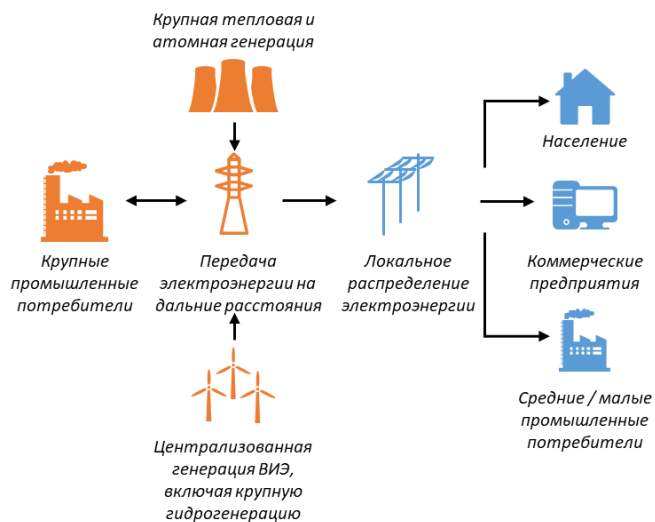 Крупная тепловая и
атомная генерация
Население
Крупные
промышленные
потребители
Передача
электроэнергии на
дальние расстояния
Локальное
распределение
электроэнергии
Коммерческие
предприятия
Средние / малые
промышленные
потребители
Централизованная
генерация ВИЭ,
включая крупную
гидрогенерацию